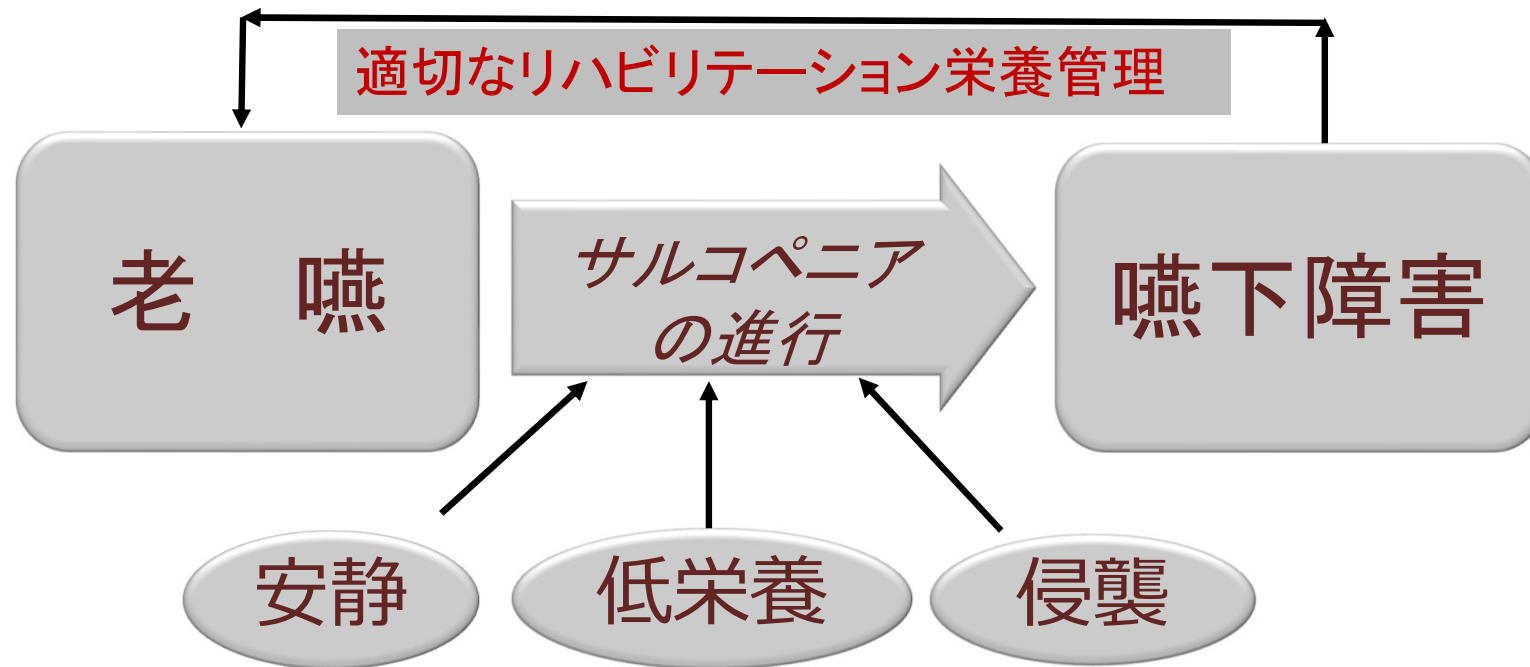 適切なリハビリテーション栄養管理
老　嚥
サルコペニア
の進行
嚥下障害
安静
低栄養
侵襲